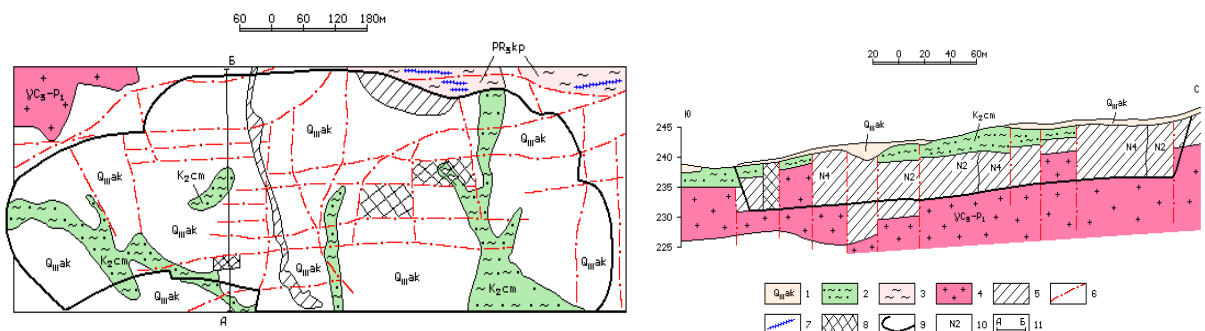 60 0 60 120 180м
PR₃kp
Б
γC₃-P₁
QIIIak
QIIIak
QIIIak
K₂cm
QIIIak
QIIIak
K₂cm
QIIIak
QIIIak
QIIIak
K₂cm
QIIIak
А
20 0 20 40 60м
Ю
QIIIak
K₂cm
QIIIak
С
245
240
235
230
225
N4
N2
N2
N4
N4
N2
γC₃-P₁
QIIIak 1
2
3
4
5
6
7
8
9
N2 10
А Б 11